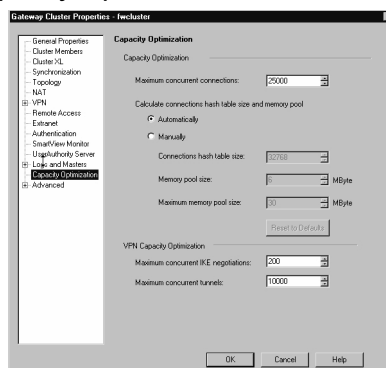 Gateway Cluster Properties - fwcluster
General Properties
Cluster Members
Cluster XL
Synchronization
Topology
NAT
VPN
Remote Access
Extranet
Authentication
SmartView Monitor
UserAuthority Server
Logs and Masters
Capacity Optimization
Advanced
Capacity Optimization
Capacity Optimization
Maximum concurrent connections: 25000
Calculate connections hash table size and memory pool
Automatically
Manually
Connections hash table size: 32768
Memory pool size: 6 MByte
Maximum memory pool size: 30 MByte
Reset to Defaults
VPN Capacity Optimization
Maximum concurrent IKE negotiations: 200
Maximum concurrent tunnels: 10000
OK Cancel Help